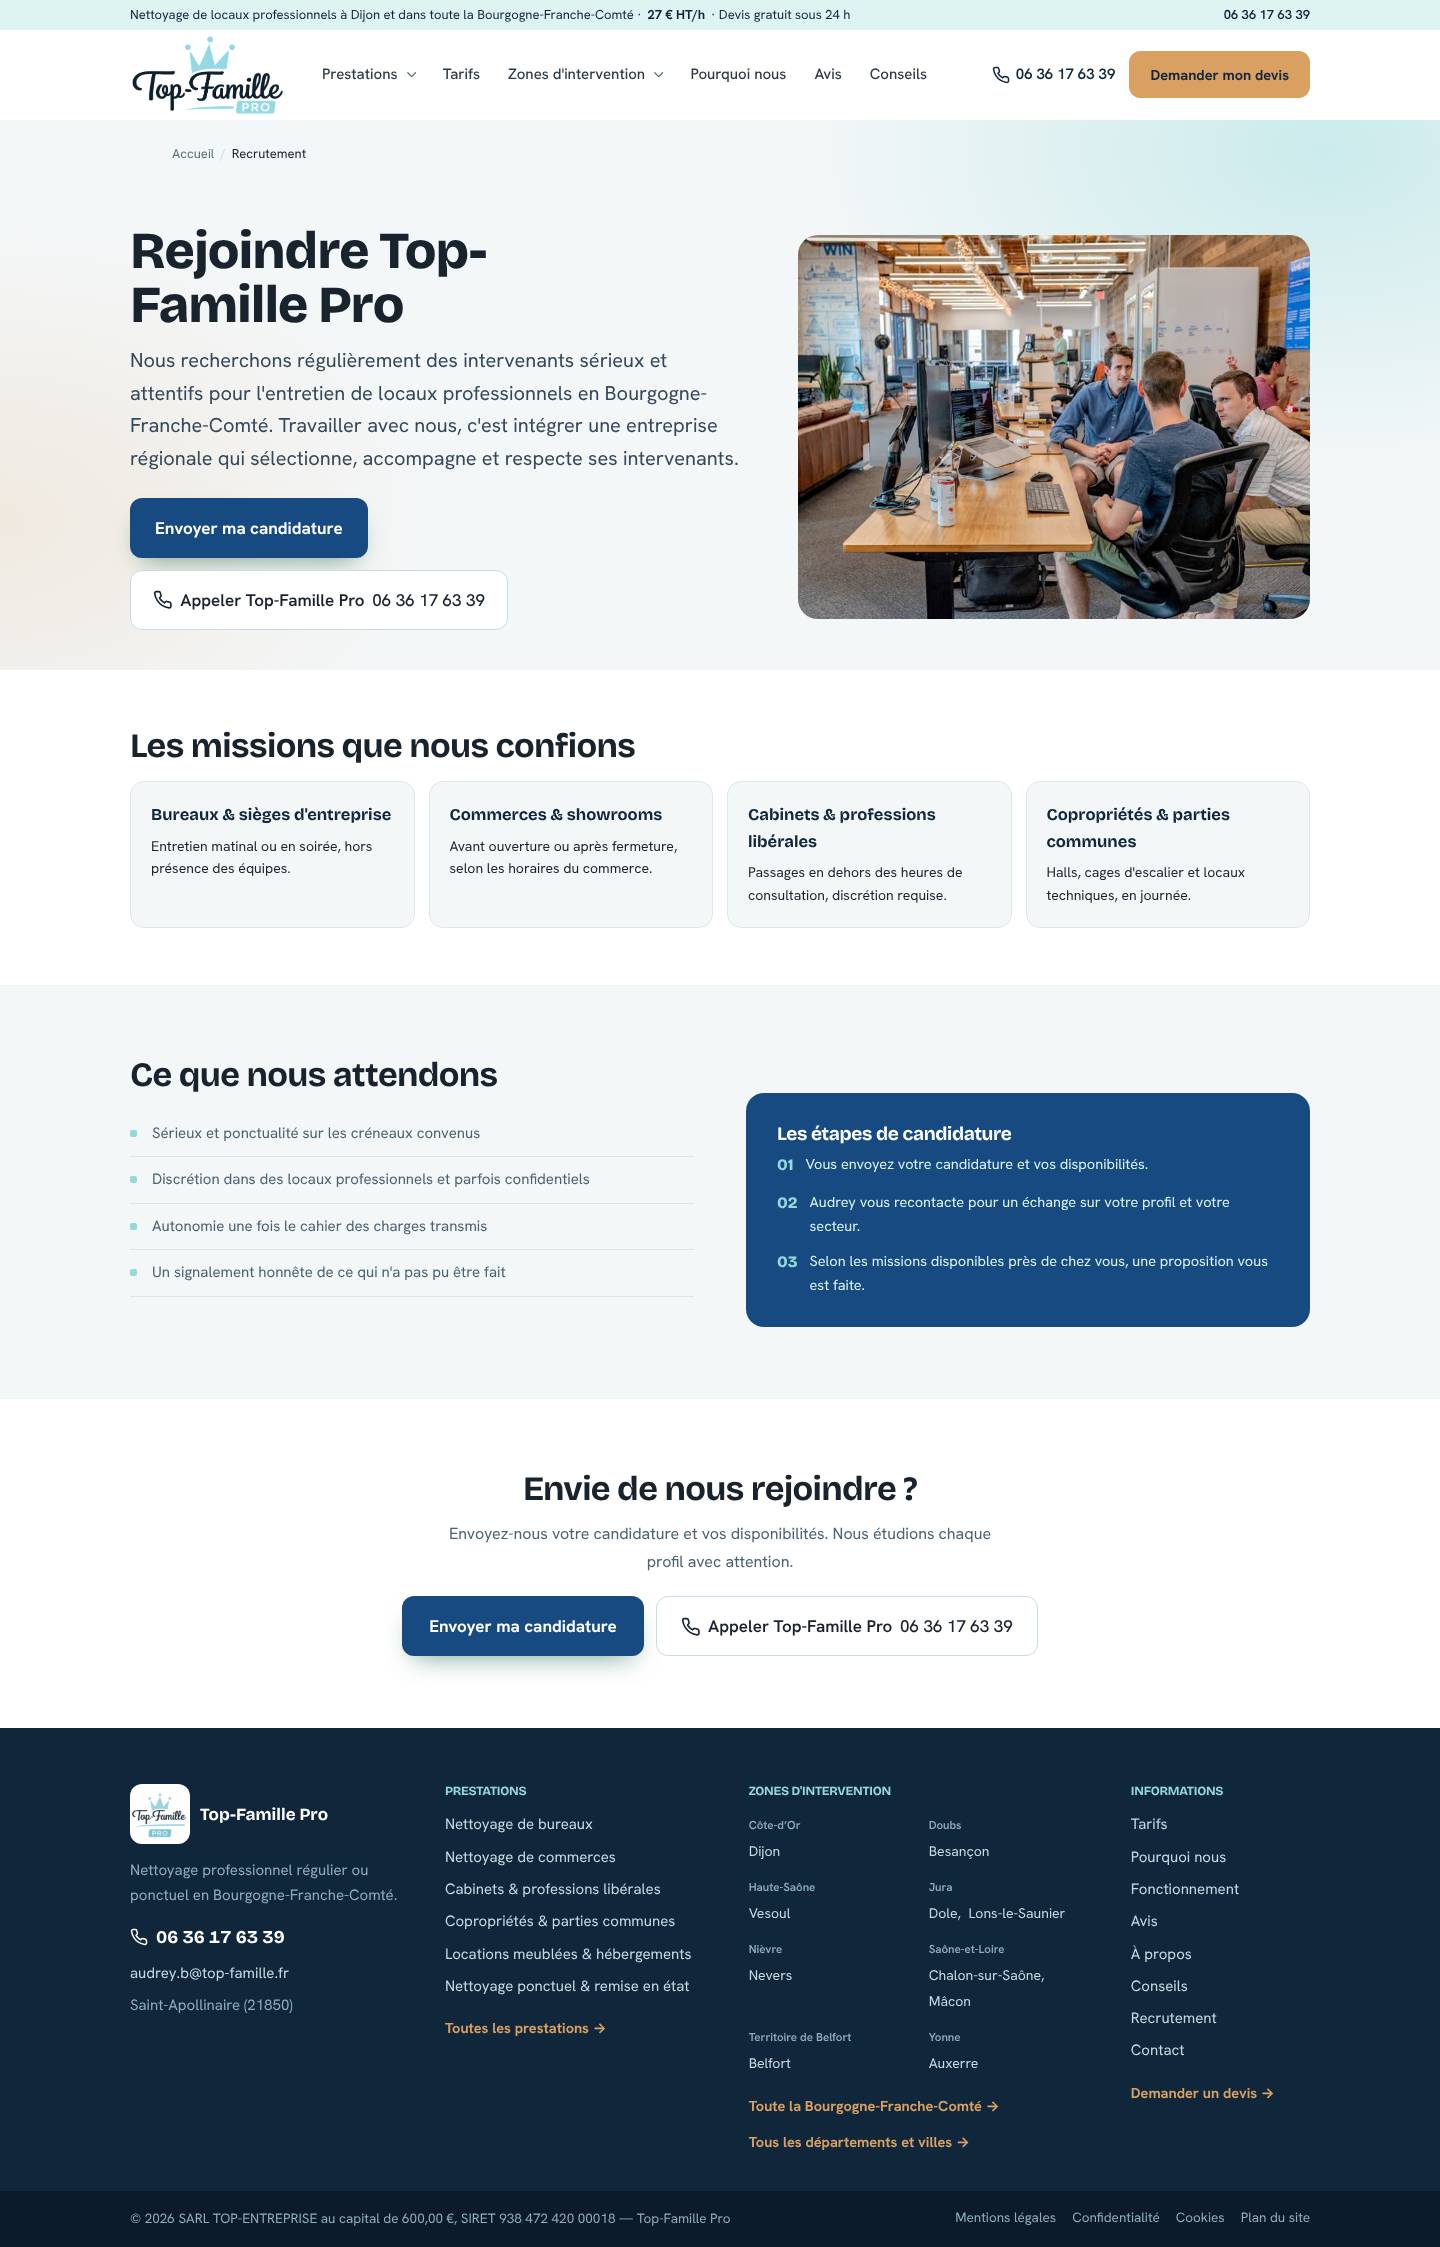 Nettoyage de locaux professionnels à Dijon et dans toute la Bourgogne-Franche-Comté · 27 € HT/h · Devis gratuit sous 24 h
06 36 17 63 39
Top-Famille
PRO
Prestations
Tarifs
Zones d'intervention
Pourquoi nous
Avis
Conseils
06 36 17 63 39
Demander mon devis
Accueil / Recrutement
Rejoindre Top-
Famille Pro
WIN
Nous recherchons régulièrement des intervenants sérieux et
attentifs pour l'entretien de locaux professionnels en Bourgogne-
Franche-Comté. Travailler avec nous, c'est intégrer une entreprise
régionale qui sélectionne, accompagne et respecte ses intervenants.
Envoyer ma candidature
Appeler Top-Famille Pro 06 36 17 63 39
Les missions que nous confions
Bureaux & sièges d'entreprise
Entretien matinal ou en soirée, hors
présence des équipes.
Commerces & showrooms
Avant ouverture ou après fermeture,
selon les horaires du commerce.
Cabinets & professions
libérales
Passages en dehors des heures de
consultation, discrétion requise.
Copropriétés & parties
communes
Halls, cages d'escalier et locaux
techniques, en journée.
Ce que nous attendons
Sérieux et ponctualité sur les créneaux convenus
Discrétion dans des locaux professionnels et parfois confidentiels
Autonomie une fois le cahier des charges transmis
Un signalement honnête de ce qui n'a pas pu être fait
Les étapes de candidature
01 Vous envoyez votre candidature et vos disponibilités.
02 Audrey vous recontacte pour un échange sur votre profil et votre
secteur.
03 Selon les missions disponibles près de chez vous, une proposition vous
est faite.
Envie de nous rejoindre ?
Envoyez-nous votre candidature et vos disponibilités. Nous étudions chaque
profil avec attention.
Envoyer ma candidature
Appeler Top-Famille Pro 06 36 17 63 39
Top-Famille
PRO
Top-Famille Pro
Nettoyage professionnel régulier ou
ponctuel en Bourgogne-Franche-Comté.
06 36 17 63 39
audrey.b@top-famille.fr
Saint-Apollinaire (21850)
PRESTATIONS
Nettoyage de bureaux
Nettoyage de commerces
Cabinets & professions libérales
Copropriétés & parties communes
Locations meublées & hébergements
Nettoyage ponctuel & remise en état
Toutes les prestations →
ZONES D'INTERVENTION
Côte-d’Or
Dijon
Doubs
Besançon
Haute-Saône
Vesoul
Jura
Dole, Lons-le-Saunier
Nièvre
Nevers
Saône-et-Loire
Chalon-sur-Saône,
Mâcon
Territoire de Belfort
Belfort
Yonne
Auxerre
Toute la Bourgogne-Franche-Comté →
Tous les départements et villes →
INFORMATIONS
Tarifs
Pourquoi nous
Fonctionnement
Avis
À propos
Conseils
Recrutement
Contact
Demander un devis →
© 2026 SARL TOP-ENTREPRISE au capital de 600,00 €, SIRET 938 472 420 00018 — Top-Famille Pro
Mentions légales
Confidentialité
Cookies
Plan du site